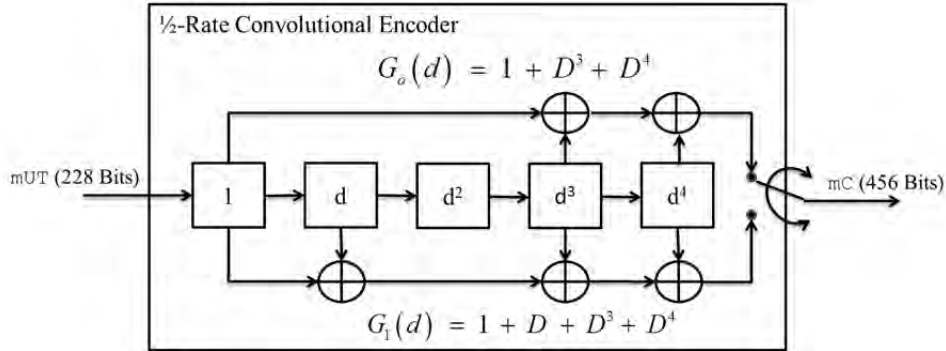 ½-Rate Convolutional Encoder
G₀(d) = 1 + D³ + D⁴
mUT (228 Bits)
1
d
d²
d³
d⁴
mC (456 Bits)
G₁(d) = 1 + D + D³ + D⁴